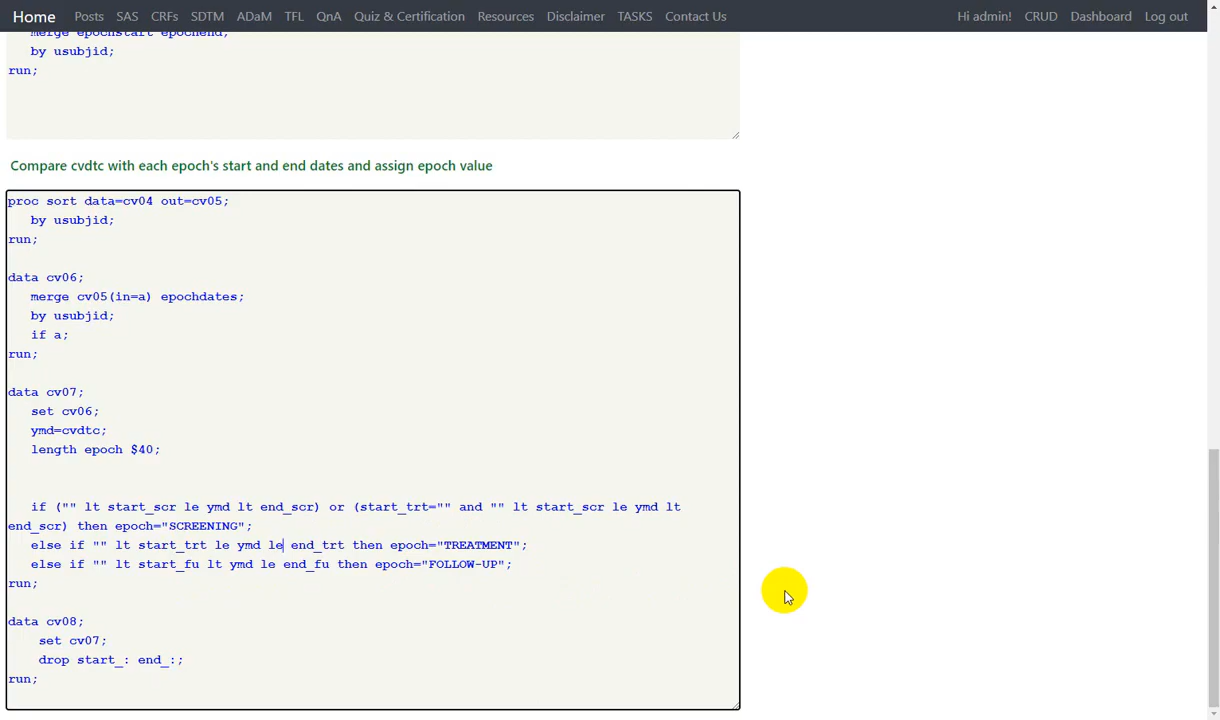 Home Posts SAS CRFs SDTM ADaM TFL QnA Quiz & Certification Resources Disclaimer TASKS Contact Us Hi admin! CRUD Dashboard Log out
merge epochstart epochend;
by usubjid;
run;
Compare cvdtc with each epoch's start and end dates and assign epoch value
proc sort data=cv04 out=cv05;
by usubjid;
run;
data cv06;
merge cv05(in=a) epochdates;
by usubjid;
if a;
run;
data cv07;
set cv06;
ymd=cvdtc;
length epoch $40;
if ("" lt start_scr le ymd lt end_scr) or (start_trt="" and "" lt start_scr le ymd lt
end_scr) then epoch="SCREENING";
else if "" lt start_trt le ymd le end_trt then epoch="TREATMENT";
else if "" lt start_fu lt ymd le end_fu then epoch="FOLLOW-UP";
run;
data cv08;
set cv07;
drop start_: end_:;
run;